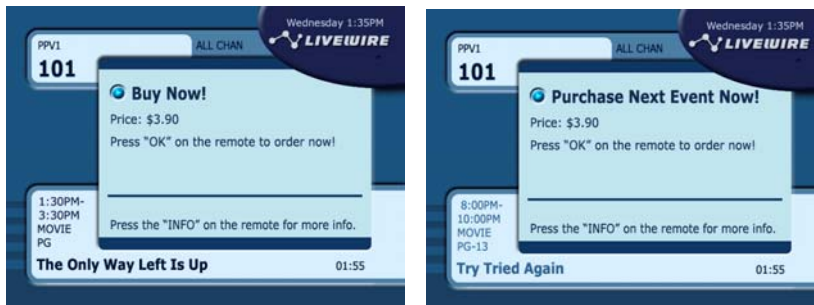 Wednesday 1:35PM
LIVEWIRE
PPV1
ALL CHAN
101
Buy Now!
Price: $3.90
Press "OK" on the remote to order now!
1:30PM-
3:30PM
MOVIE
PG
Press the "INFO" on the remote for more info.
The Only Way Left Is Up 01:55
Wednesday 1:35PM
LIVEWIRE
PPV1
ALL CHAN
101
Purchase Next Event Now!
Price: $3.90
Press "OK" on the remote to order now!
8:00PM-
10:00PM
MOVIE
PG-13
Press the "INFO" on the remote for more info.
Try Tried Again 01:55